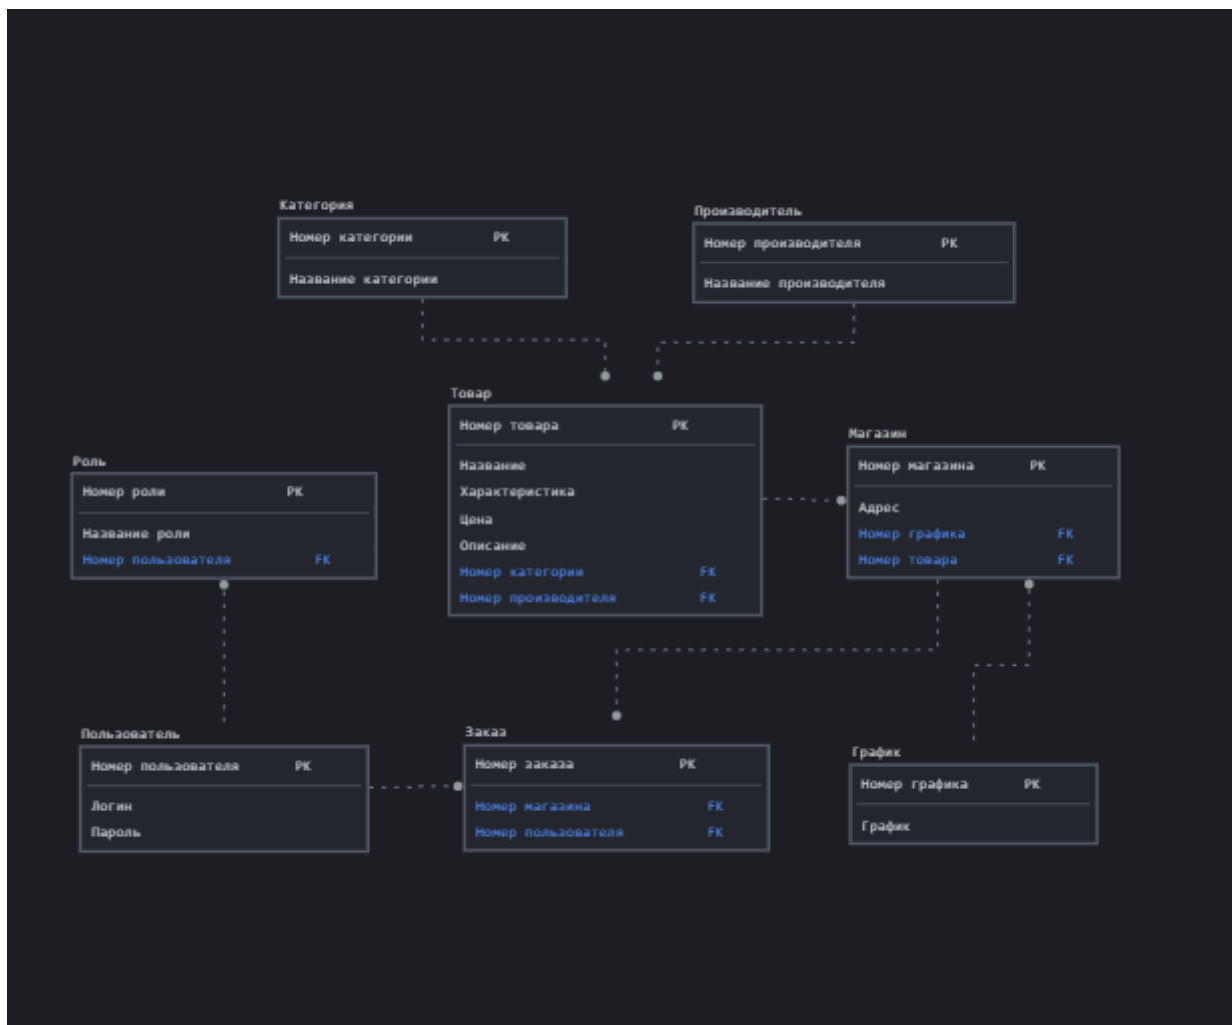 Категория
Номер категории PK
Название категории
Производитель
Номер производителя PK
Название производителя
Товар
Номер товара PK
Название
Характеристика
Цена
Описание
Номер категории FK
Номер производителя FK
Магазин
Номер магазина PK
Адрес
Номер графика FK
Номер товара FK
Роль
Номер роли PK
Название роли
Номер пользователя FK
Пользователь
Номер пользователя PK
Логин
Пароль
Заказ
Номер заказа PK
Номер магазина FK
Номер пользователя FK
График
Номер графика PK
График